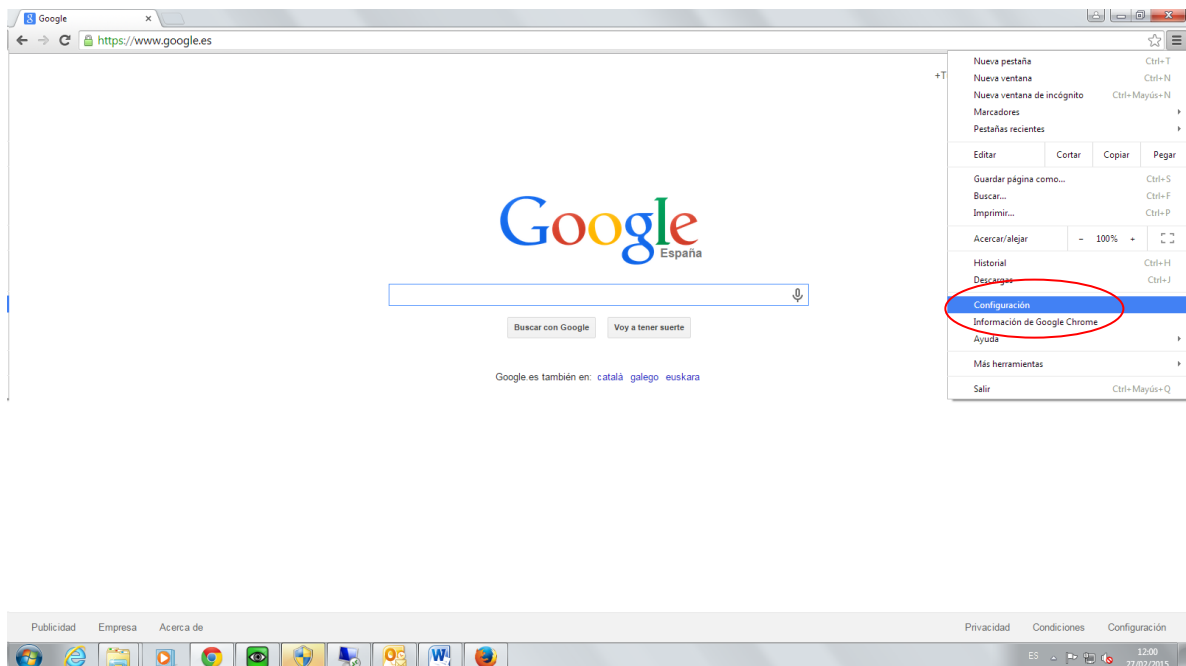 Google
https://www.google.es
+T
Nueva pestaña Ctrl+T
Nueva ventana Ctrl+N
Nueva ventana de incógnito Ctrl+Mayús+N
Marcadores
Pestañas recientes
Editar Cortar Copiar Pegar
Guardar página como... Ctrl+S
Buscar... Ctrl+F
Imprimir... Ctrl+P
Acercar/alejar - 100% +
Historial Ctrl+H
Descargas Ctrl+J
Configuración
Información de Google Chrome
Ayuda
Más herramientas
Salir Ctrl+Mayús+Q
Google
España
Buscar con Google Voy a tener suerte
Google.es también en: català galego euskara
Publicidad Empresa Acerca de Privacidad Condiciones Configuración
ES 12:00
27/02/2015